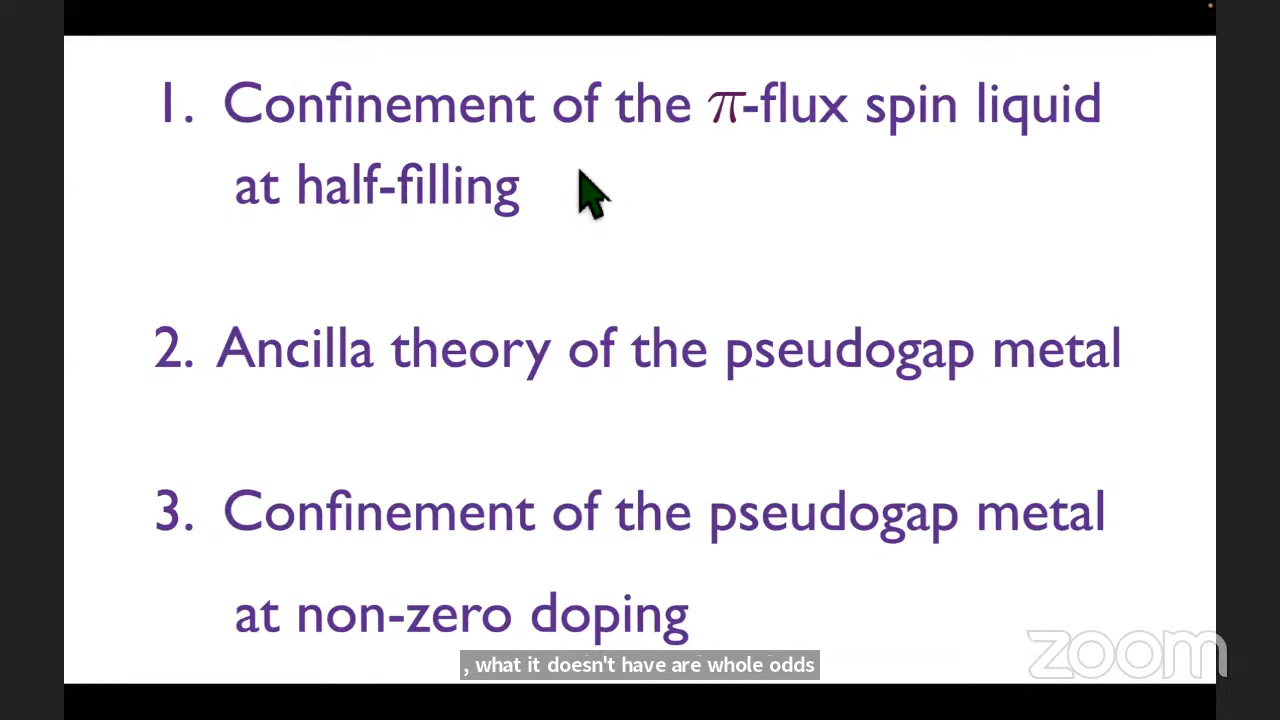 1. Confinement of the π-flux spin liquid
at half-filling
2. Ancilla theory of the pseudogap metal
3. Confinement of the pseudogap metal
at non-zero doping
, what it doesn't have are whole odds
zoom